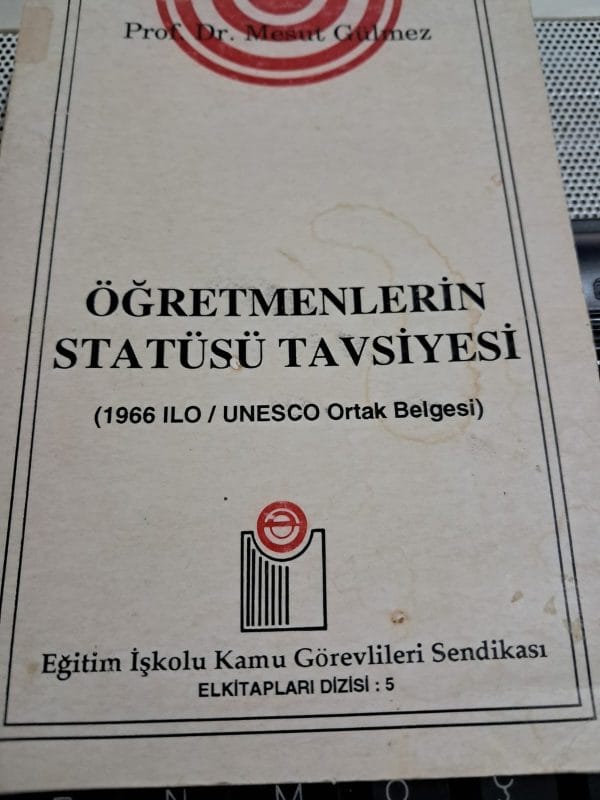 Prof. Dr. Mesut Gülmez
ÖĞRETMENLERİN
STATÜSÜ TAVSİYESİ
(1966 ILO / UNESCO Ortak Belgesi)
Eğitim İşkolu Kamu Görevlileri Sendikası
ELKİTAPLARI DİZİSİ : 5
N M O Y